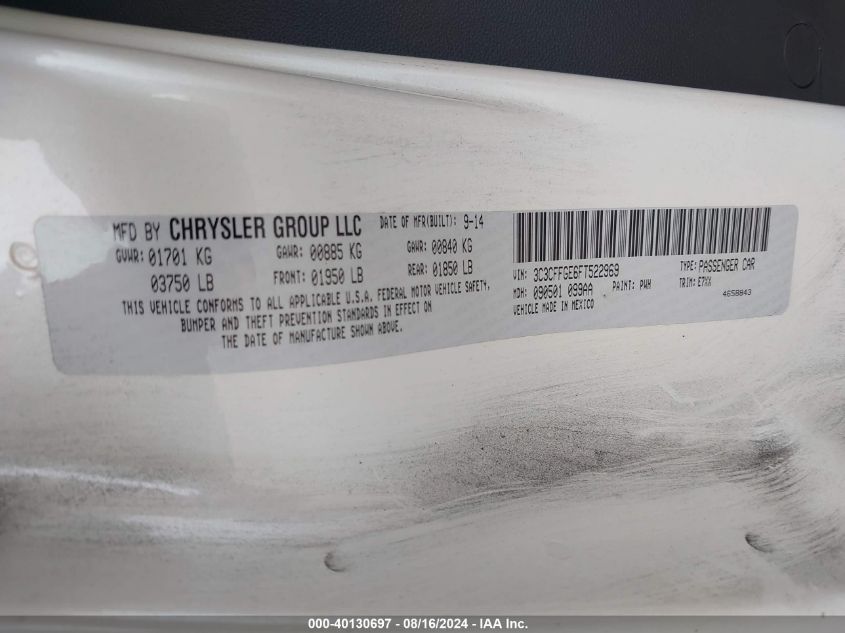 MFD BY CHRYSLER GROUP LLC DATE OF MFR(BUILT): 9-14
GVWR: 01701 KG GAWR: 00885 KG GAWR: 00840 KG
03750 LB FRONT: 01950 LB REAR: 01850 LB
THIS VEHICLE CONFORMS TO ALL APPLICABLE U.S.A. FEDERAL MOTOR VEHICLE SAFETY,
BUMPER AND THEFT PREVENTION STANDARDS IN EFFECT ON
THE DATE OF MANUFACTURE SHOWN ABOVE.
VIN: 3C3CFFGE6FT522969 TYPE: PASSENGER CAR
MDH: 090501 099AA PAINT: PWH TRIM: E7XX
VEHICLE MADE IN MEXICO 4658843
000-40130697 - 08/16/2024 - IAA Inc.